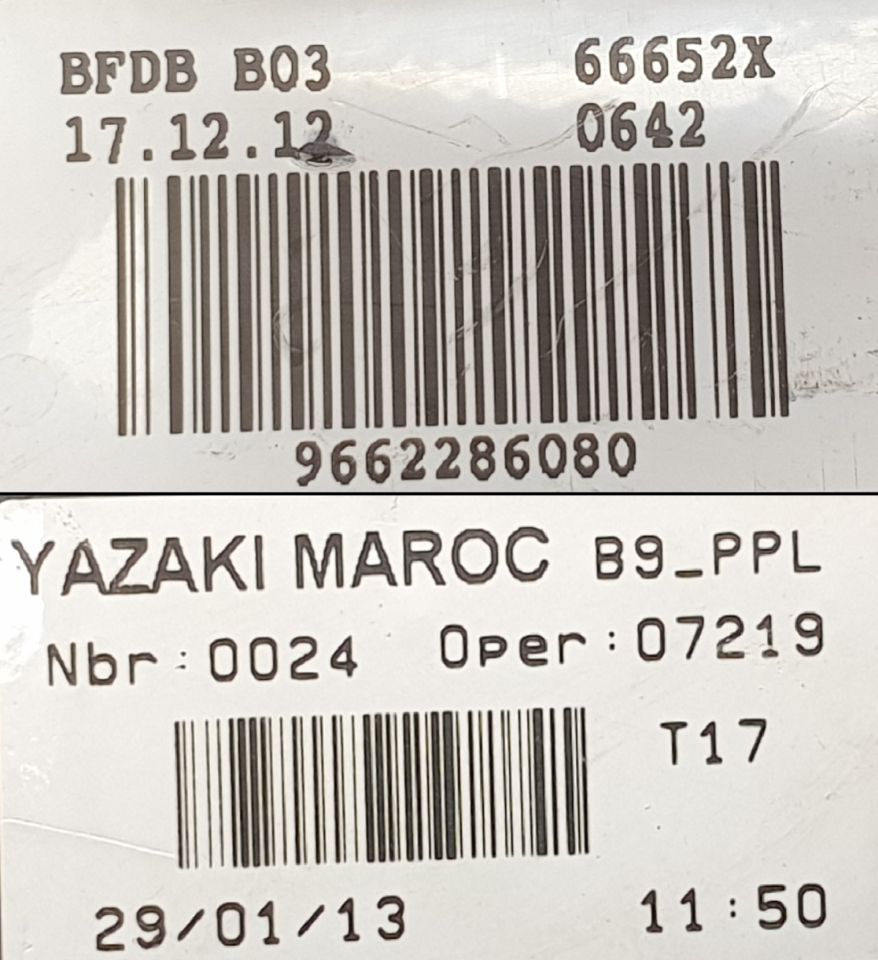 BFDB B03 66652X
17.12.12 0642
9662286080
YAZAKI MAROC B9_PPL
Nbr:0024 Oper:07219
T17
29/01/13 11:50